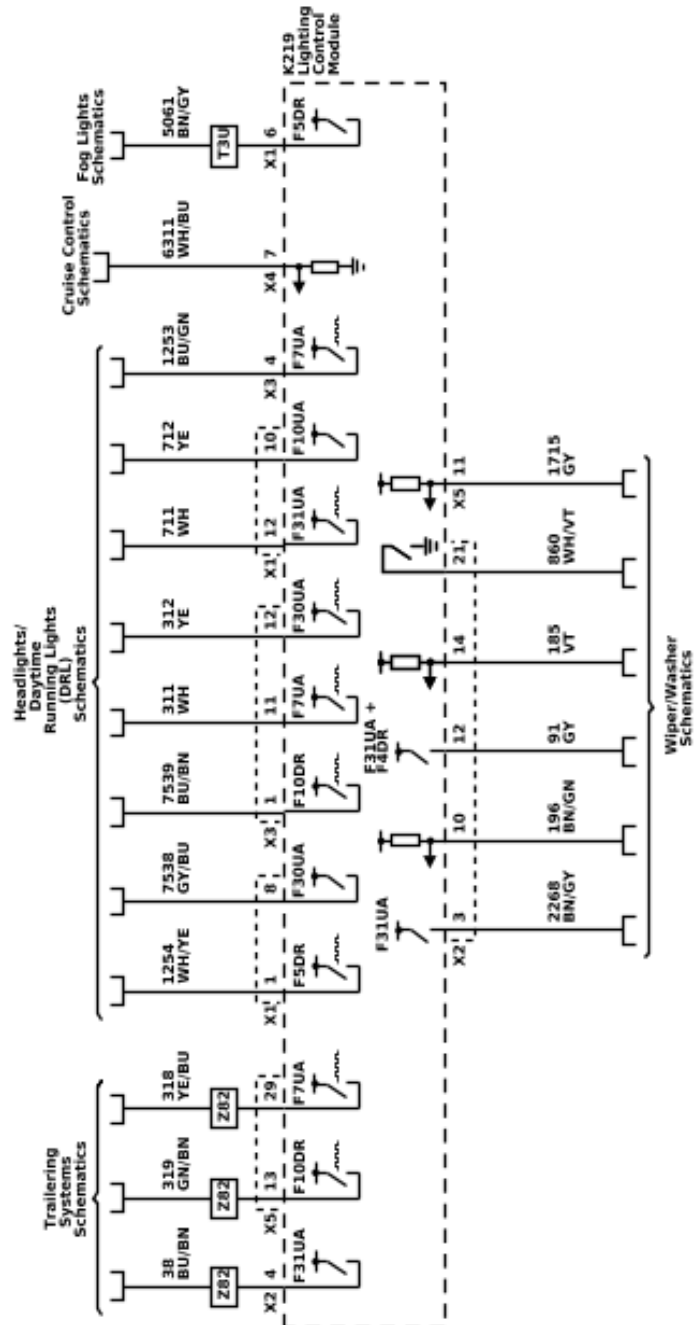 Trailering
Systems
Schematics
Headlights/
Daytime
Running Lights
(DRL)
Schematics
Cruise Control
Schematics
Fog Lights
Schematics
38
BU/BN
319
GN/BN
318
YE/BU
1254
WH/YE
7538
GY/BU
7539
BU/BN
311
WH
312
YE
711
WH
712
YE
1253
BU/GN
6311
WH/BU
5061
BN/GY
Z82
Z82
Z82
T3U
X2 4
X5 13
29
X1 1
8
X3 1
11
12
X1 12
10
X3 4
X4 7
X1 6
K219
Lighting
Control
Module
F31UA
F10DR
F7UA
F5DR
F30UA
F10DR
F7UA
F30UA
F31UA
F10UA
F7UA
F5DR
F31UA
F31UA +
F4DR
X2 3
10
12
14
21
X5 11
2268
BN/GY
196
BN/GN
91
GY
185
VT
860
WH/VT
1715
GY
Wiper/Washer
Schematics